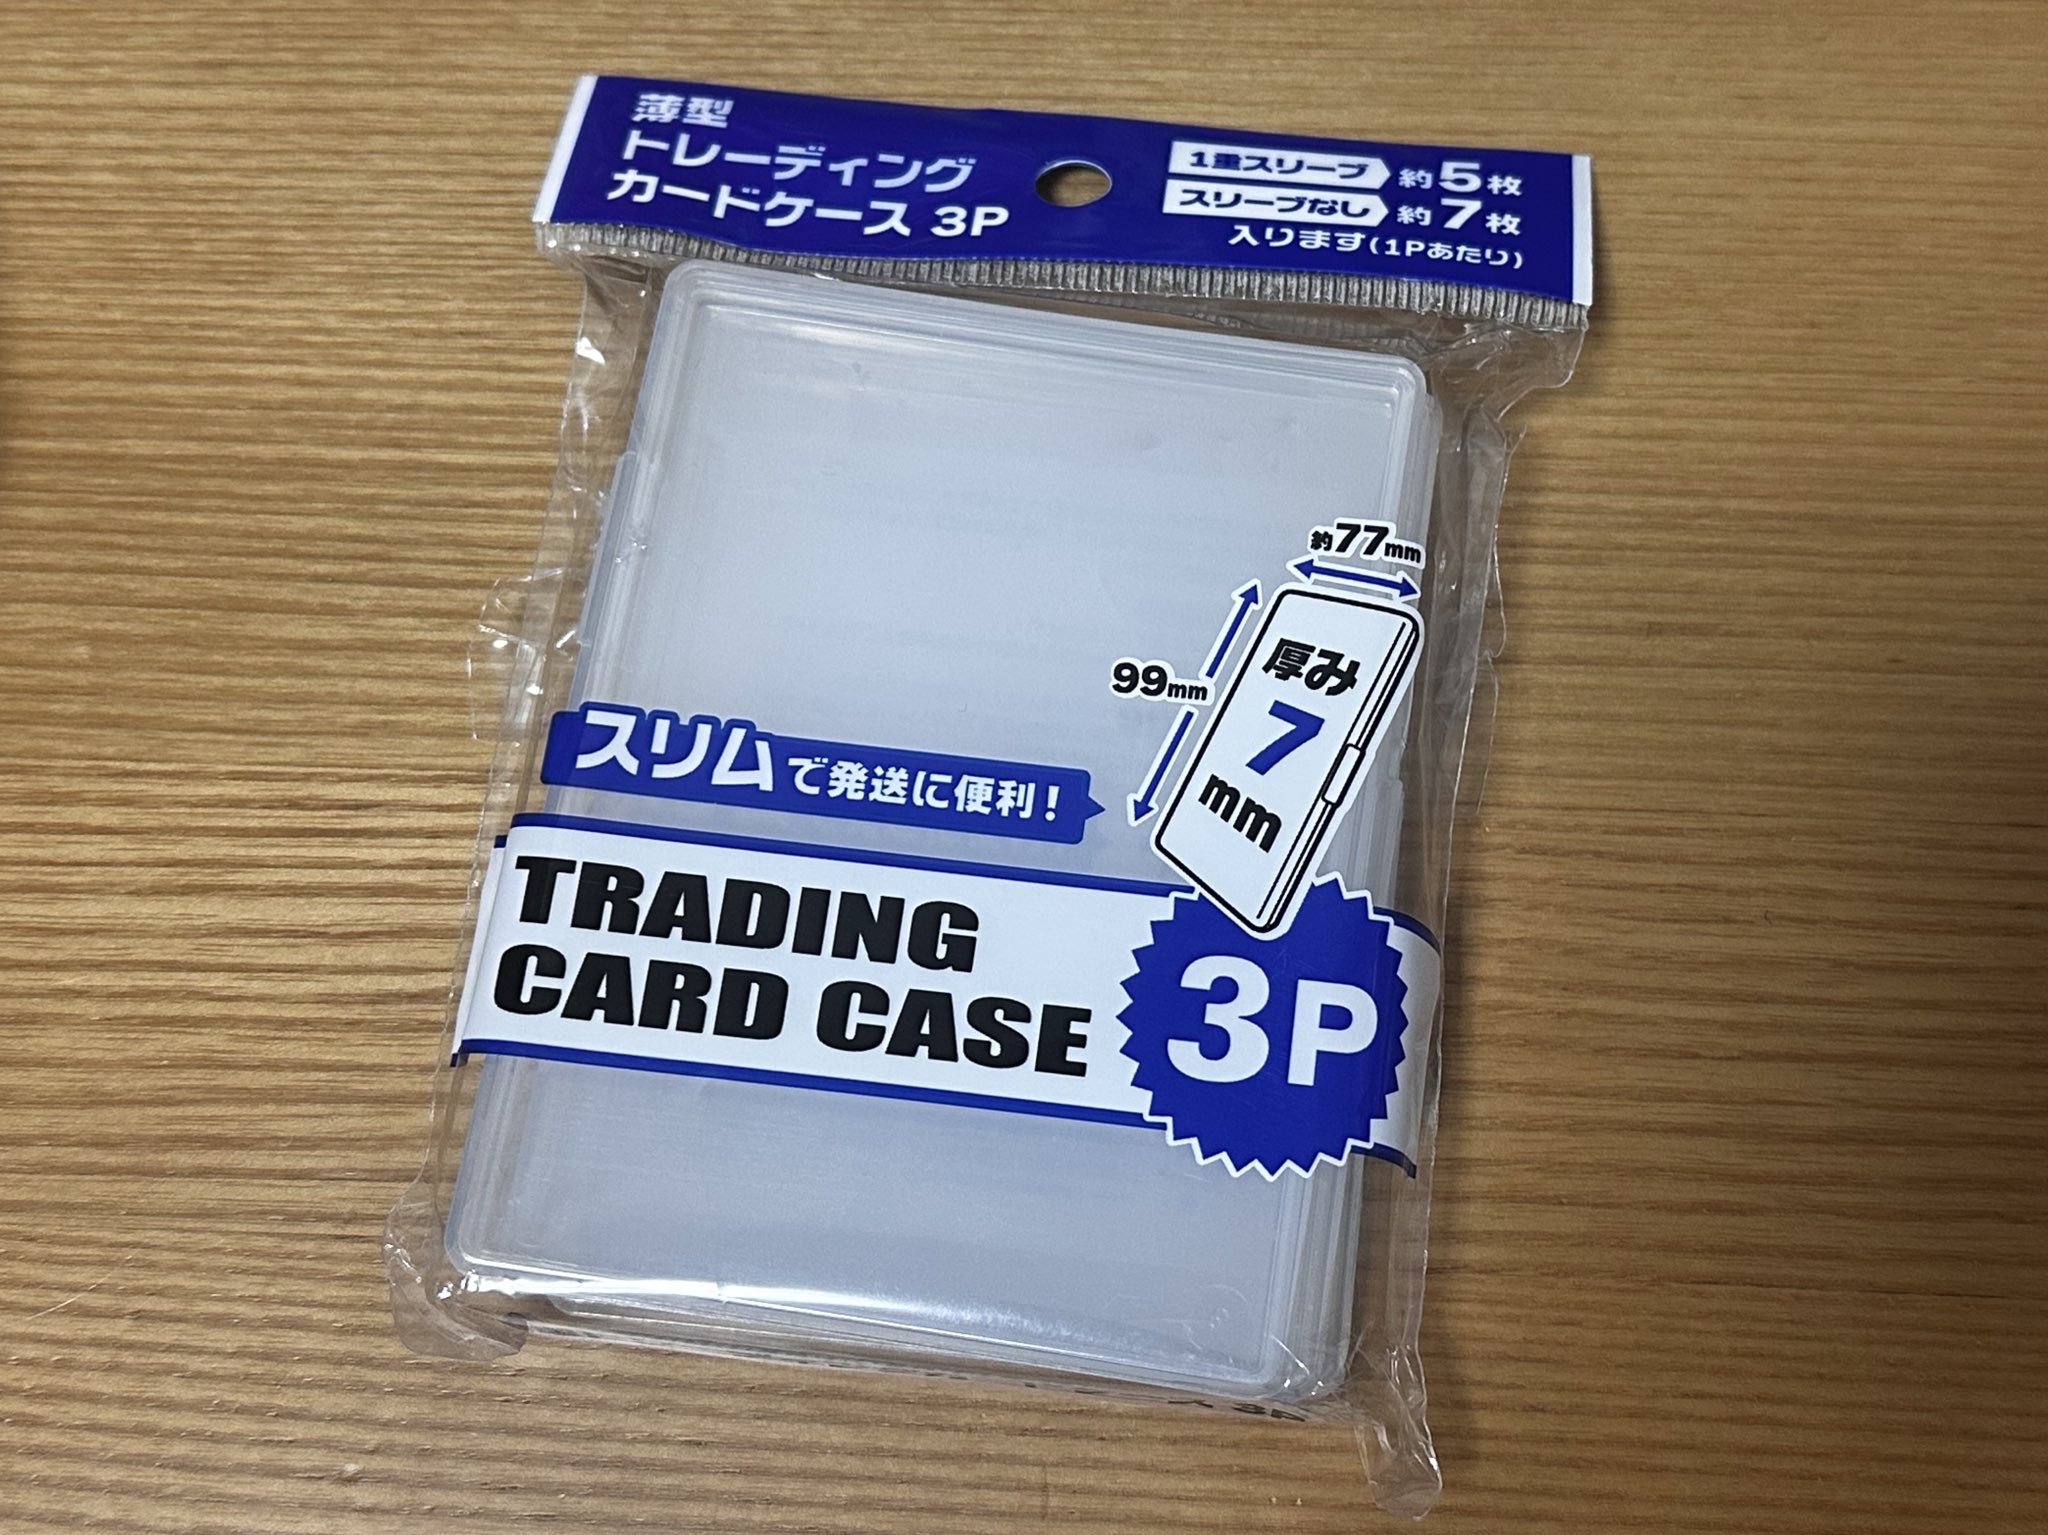 薄型
トレーディング
カードケース 3P
1重スリーブ 約5枚
スリーブなし 約7枚
入ります(1Pあたり)
約77mm
99mm
厚み
7
mm
スリムで発送に便利!
TRADING
CARD CASE
3P
3P